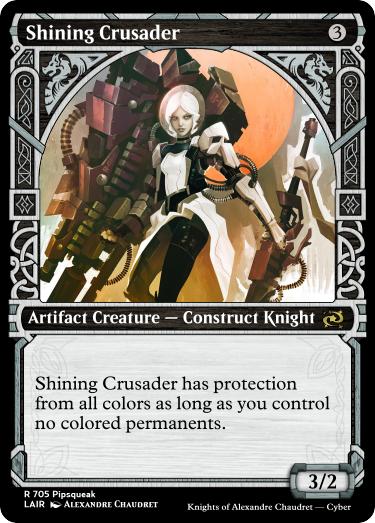 Shining Crusader 3
Artifact Creature — Construct Knight
Shining Crusader has protection
from all colors as long as you control
no colored permanents.
3/2
R 705 Pipsqueak
LAIR Alexandre Chaudret
Knights of Alexandre Chaudret — Cyber